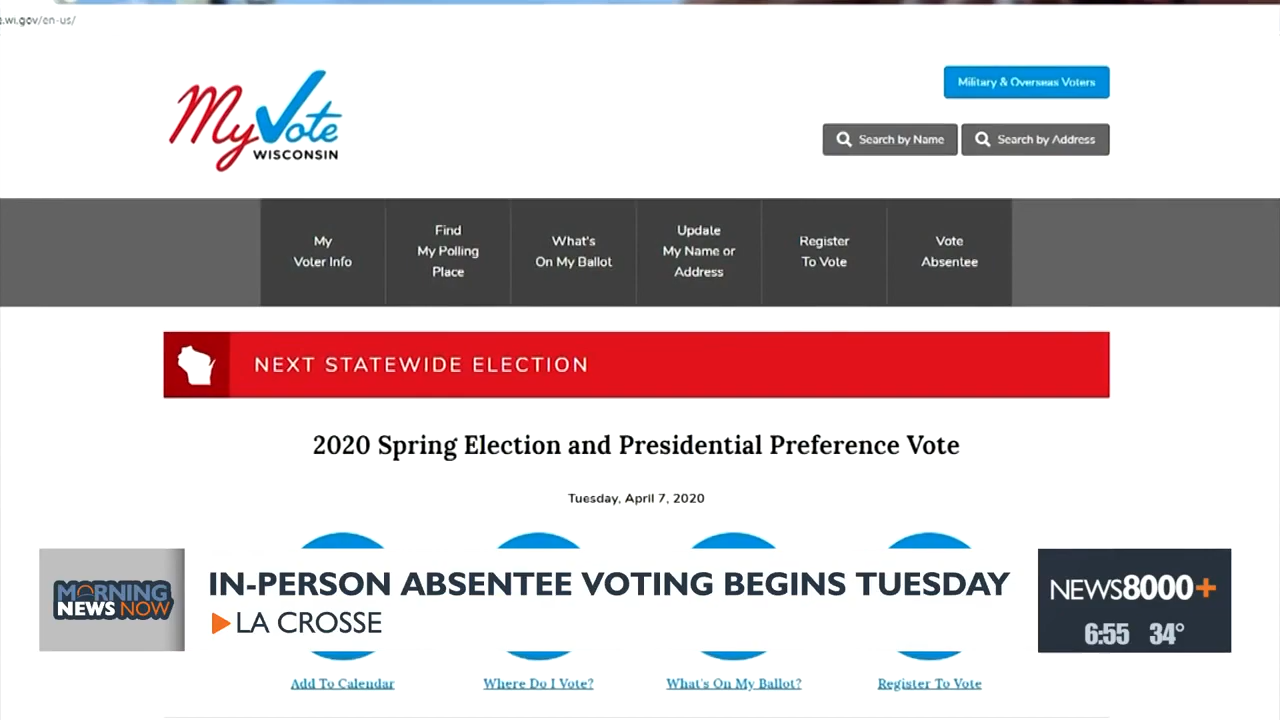 .wi.gov/en-us/
Military & Overseas Voters
MyVote
WISCONSIN
Search by Name
Search by Address
My
Voter Info
Find
My Polling
Place
What's
On My Ballot
Update
My Name or
Address
Register
To Vote
Vote
Absentee
NEXT STATEWIDE ELECTION
2020 Spring Election and Presidential Preference Vote
Tuesday, April 7, 2020
MORNING
NEWS NOW
IN-PERSON ABSENTEE VOTING BEGINS TUESDAY
LA CROSSE
NEWS8000+
6:55 34°
Add To Calendar
Where Do I Vote?
What's On My Ballot?
Register To Vote